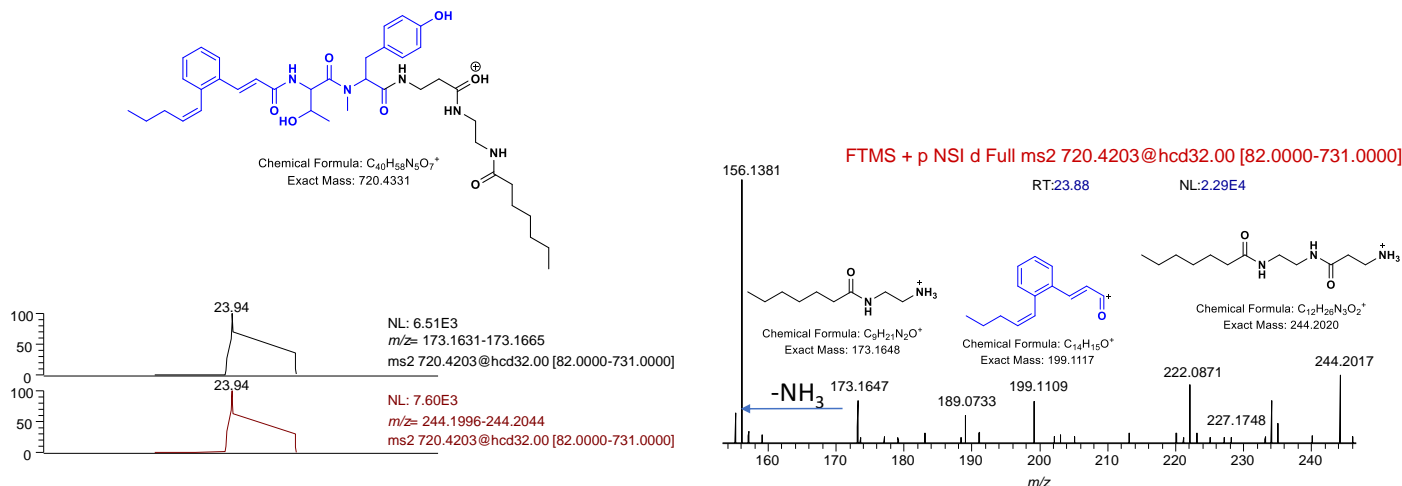 OH
O
H
N
O
N
H
N
⊕
OH
O
HO
O
HN
NH
O
Chemical Formula: C40H58N5O7+
Exact Mass: 720.4331
100
50
0
23.94
NL: 6.51E3
m/z= 173.1631-173.1665
ms2 720.4203@hcd32.00 [82.0000-731.0000]
100
50
0
23.94
NL: 7.60E3
m/z= 244.1996-244.2044
ms2 720.4203@hcd32.00 [82.0000-731.0000]
FTMS + p NSI d Full ms2 720.4203@hcd32.00 [82.0000-731.0000]
RT:23.88
NL:2.29E4
156.1381
O
N
H
+
NH3
Chemical Formula: C9H21N2O+
Exact Mass: 173.1648
+
O
Chemical Formula: C14H15O+
Exact Mass: 199.1117
O
N
H
H
N
O
+
NH3
Chemical Formula: C12H26N3O2+
Exact Mass: 244.2020
-NH3
173.1647
189.0733
199.1109
222.0871
227.1748
244.2017
160
170
180
190
200
210
220
230
240
m/z